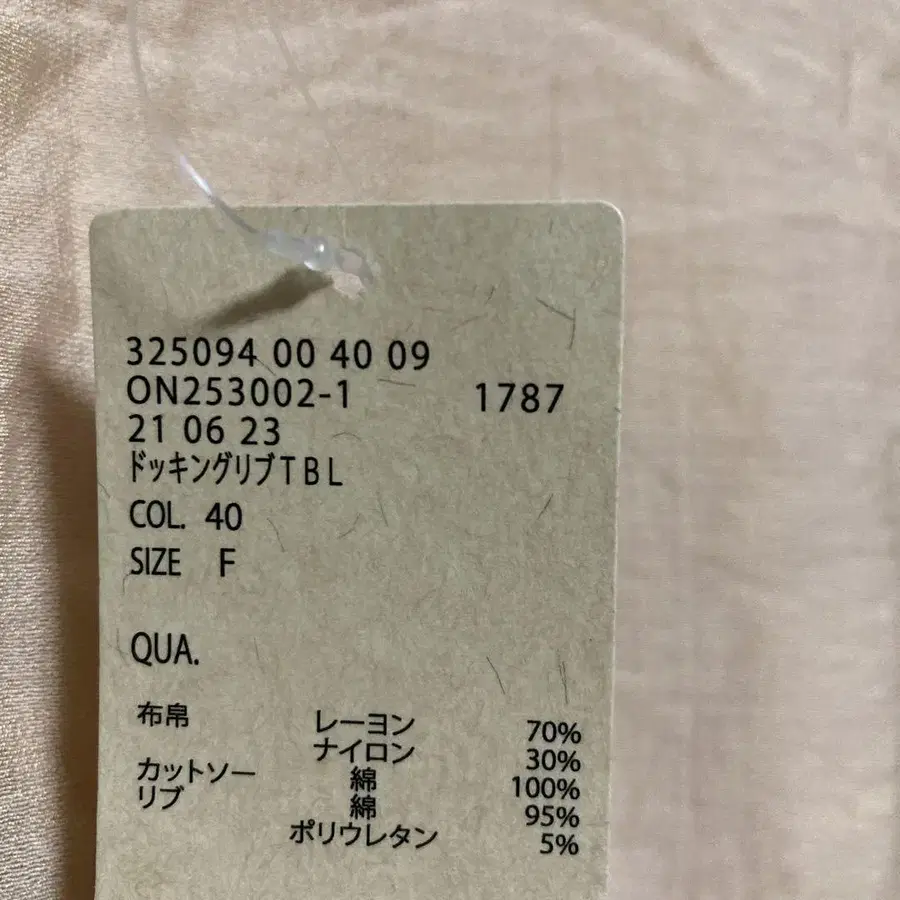 325094 00 40 09
ON253002-1 1787
21 06 23
ドッキングリブTBL
COL. 40
SIZE F
QUA.
布帛 レーヨン 70%
ナイロン 30%
カットソー 綿 100%
リブ 綿 95%
ポリウレタン 5%